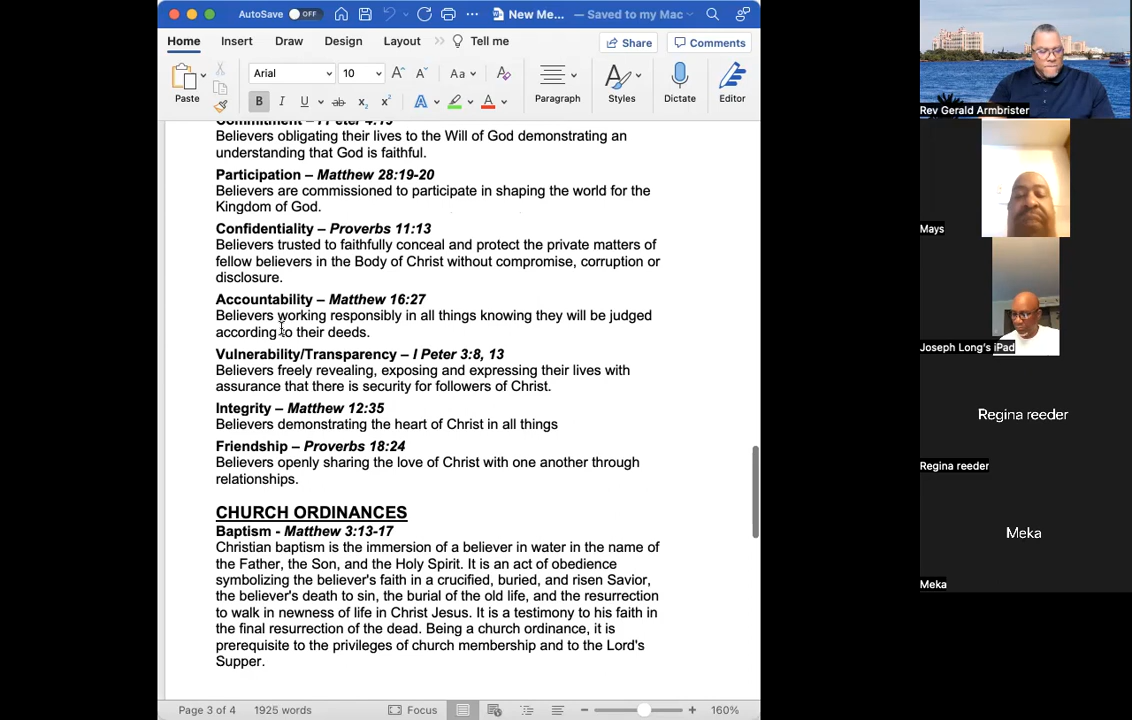 AutoSave OFF ... New Me... — Saved to my Mac
Home Insert Draw Design Layout >> Tell me Share Comments
Paste Arial 10 Aa Paragraph Styles Dictate Editor
B I U ab x₂ x² A A
Commitment – I Peter 4:19
Believers obligating their lives to the Will of God demonstrating an
understanding that God is faithful.
Participation – Matthew 28:19-20
Believers are commissioned to participate in shaping the world for the
Kingdom of God.
Confidentiality – Proverbs 11:13
Believers trusted to faithfully conceal and protect the private matters of
fellow believers in the Body of Christ without compromise, corruption or
disclosure.
Accountability – Matthew 16:27
Believers working responsibly in all things knowing they will be judged
according to their deeds.
Vulnerability/Transparency – I Peter 3:8, 13
Believers freely revealing, exposing and expressing their lives with
assurance that there is security for followers of Christ.
Integrity – Matthew 12:35
Believers demonstrating the heart of Christ in all things
Friendship – Proverbs 18:24
Believers openly sharing the love of Christ with one another through
relationships.
CHURCH ORDINANCES
Baptism - Matthew 3:13-17
Christian baptism is the immersion of a believer in water in the name of
the Father, the Son, and the Holy Spirit. It is an act of obedience
symbolizing the believer's faith in a crucified, buried, and risen Savior,
the believer's death to sin, the burial of the old life, and the resurrection
to walk in newness of life in Christ Jesus. It is a testimony to his faith in
the final resurrection of the dead. Being a church ordinance, it is
prerequisite to the privileges of church membership and to the Lord's
Supper.
Page 3 of 4 1925 words Focus 160%
Rev Gerald Armbrister
Mays
Joseph Long's iPad
Regina reeder
Regina reeder
Meka
Meka